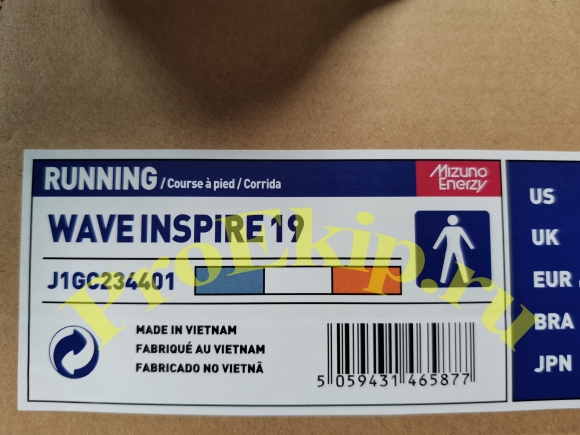 RUNNING / Course à pied / Corrida
Mizuno
Enerzy
WAVE INSPIRE 19
J1GC234401
MADE IN VIETNAM
FABRIQUÉ AU VIETNAM
FABRICADO NO VIETNÃ
5 059431 465877
US
UK
EUR
BRA
JPN
ProEkip.ru